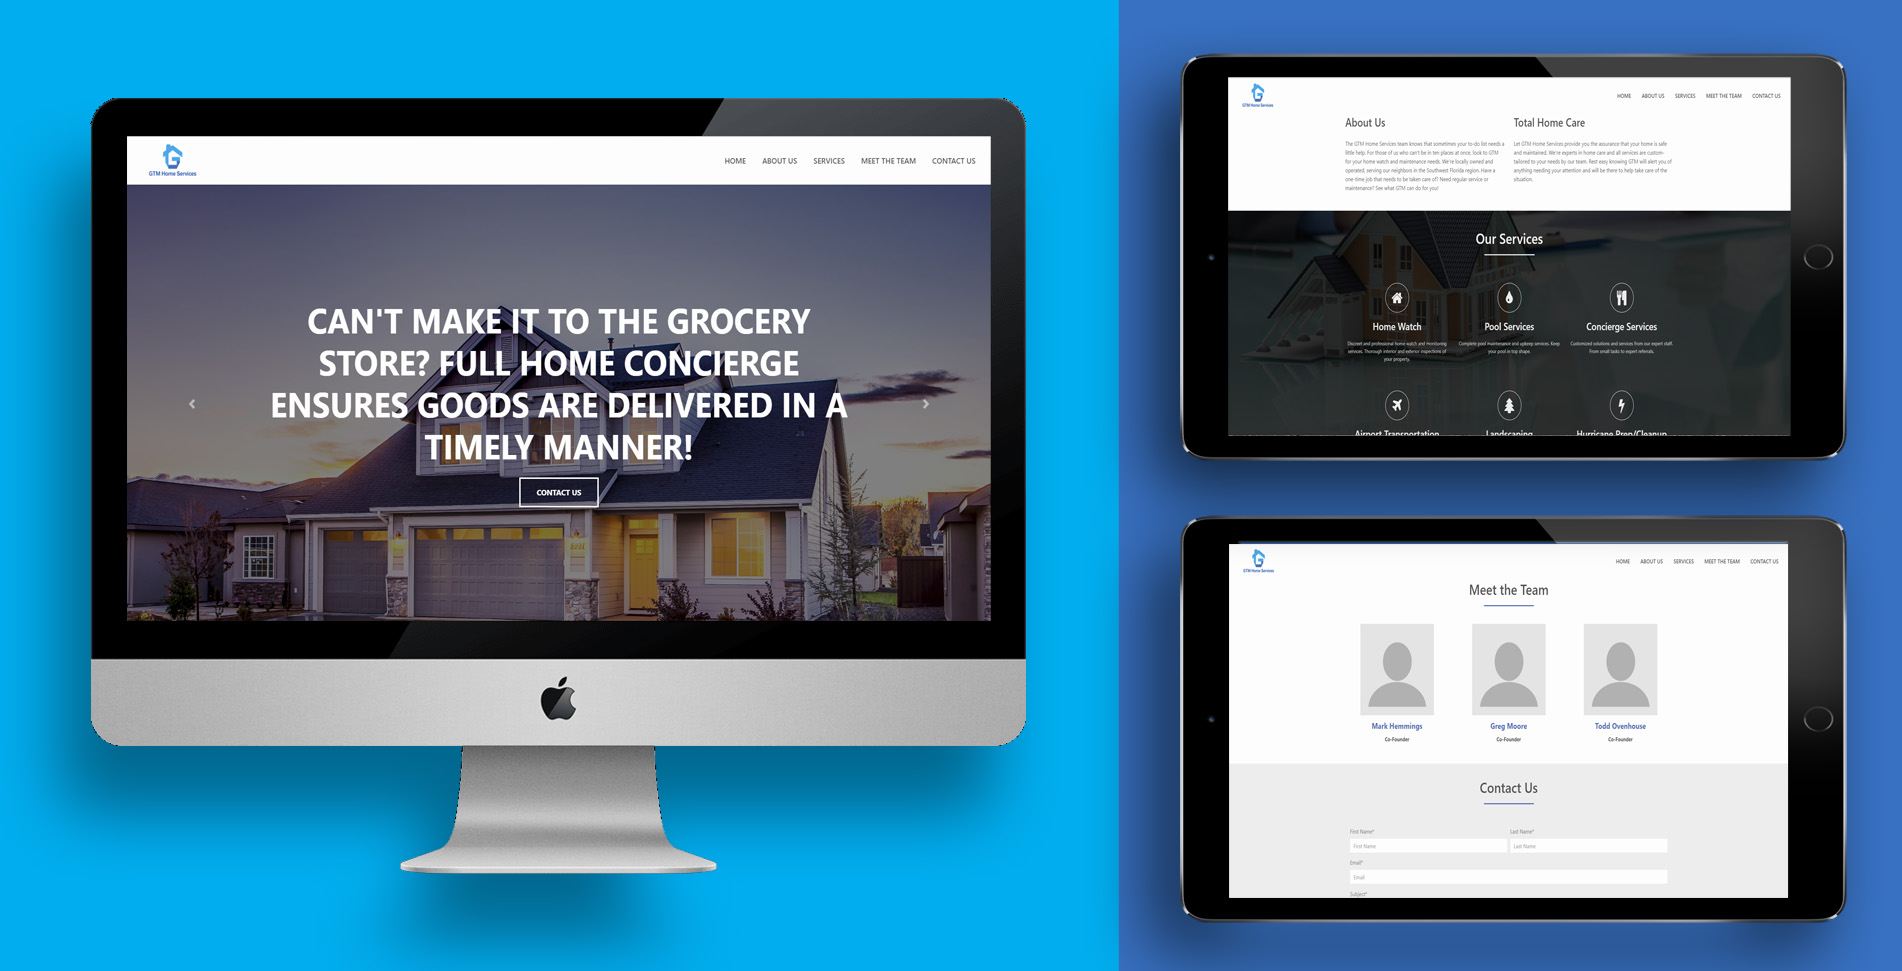 GTM Home Services
HOME ABOUT US SERVICES MEET THE TEAM CONTACT US
CAN'T MAKE IT TO THE GROCERY
STORE? FULL HOME CONCIERGE
ENSURES GOODS ARE DELIVERED IN A
TIMELY MANNER!
CONTACT US
GTM Home Services
HOME ABOUT US SERVICES MEET THE TEAM CONTACT US
About Us
The GTM Home Services team knows that sometimes your to-do list needs a
little help. For those of us who can't be in ten places at once, look to GTM
for your home watch and maintenance needs. We're locally owned and
operated, serving our neighbors in the Southwest Florida region. Have a
one-time job that needs to be taken care of? Need regular service or
maintenance? See what GTM can do for you!
Total Home Care
Let GTM Home Services provide you the assurance that your home is safe
and maintained. We're experts in home care and all services are custom-
tailored to your needs by our team. Rest easy knowing GTM will alert you of
anything needing your attention and will be there to help take care of the
situation.
Our Services
Home Watch
Discreet and professional home watch and monitoring
services. Thorough interior and exterior inspections of
your property.
Pool Services
Complete pool maintenance and upkeep services. Keep
your pool in top shape.
Concierge Services
Customized solutions and services from our expert staff.
From small tasks to expert referrals.
Airport Transportation
Landscaping
Hurricane Prep/Cleanup
GTM Home Services
HOME ABOUT US SERVICES MEET THE TEAM CONTACT US
Meet the Team
Mark Hemmings
Co-Founder
Greg Moore
Co-Founder
Todd Ovenhouse
Co-Founder
Contact Us
First Name*
First Name
Last Name*
Last Name
Email*
Email
Subject*